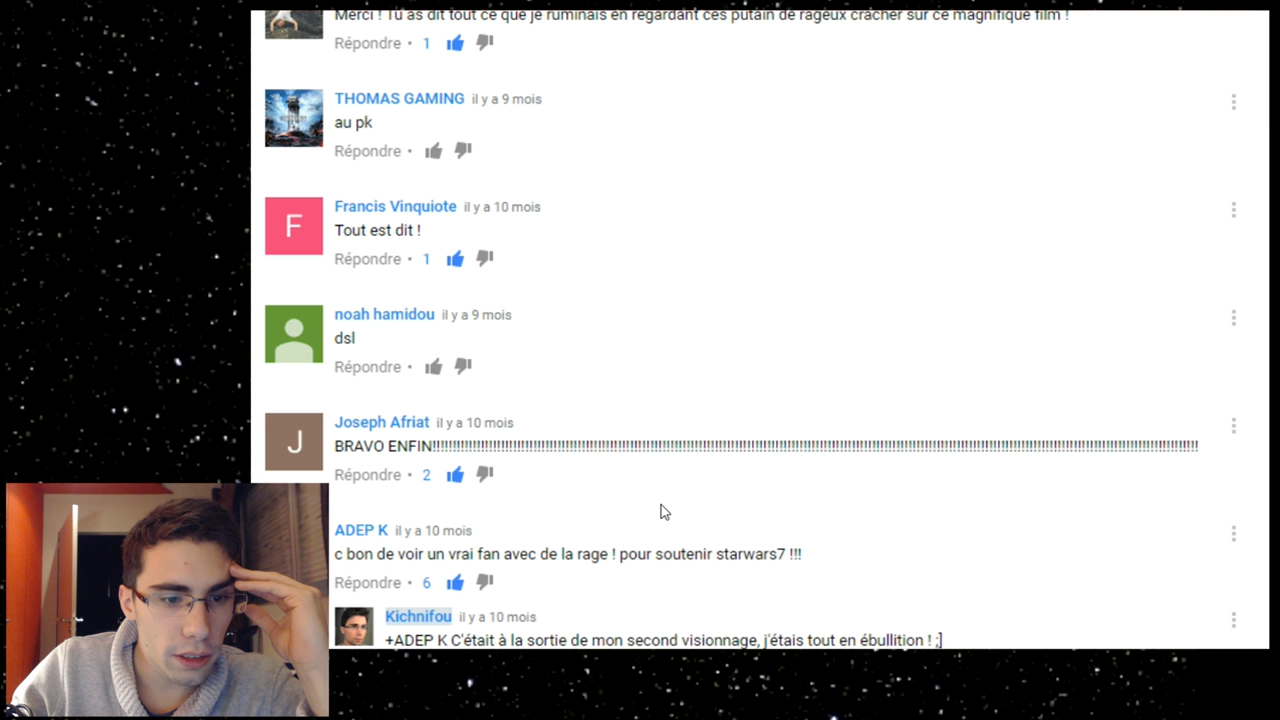 Merci ! Tu as dit tout ce que je ruminais en regardant ces putain de rageux cracher sur ce magnifique film !
Répondre • 1
THOMAS GAMING il y a 9 mois
au pk
Répondre •
Francis Vinquiote il y a 10 mois
F
Tout est dit !
Répondre • 1
noah hamidou il y a 9 mois
dsl
Répondre •
Joseph Afriat il y a 10 mois
J
BRAVO ENFIN!!!!!!!!!!!!!!!!!!!!!!!!!!!!!!!!!!!!!!!!!!!!!!!!!!!!!!!!!!!!!!!!!!!!!!!!!!!!!!!!!!!!!!!!!!!!!!!!!!!!!!!!!!!!!!!!!!!!!!!!!!!!!!!!!!!!!!!!!!!!!!!!!!!!!!!!!!!!!!!!!!!!!!!!!!!!!!!!!!!!!!!!!!!!!!!!!!!!
Répondre • 2
ADEP K il y a 10 mois
c bon de voir un vrai fan avec de la rage ! pour soutenir starwars7 !!!
Répondre • 6
Kichnifou il y a 10 mois
+ADEP K C'était à la sortie de mon second visionnage, j'étais tout en ébullition ! ;]